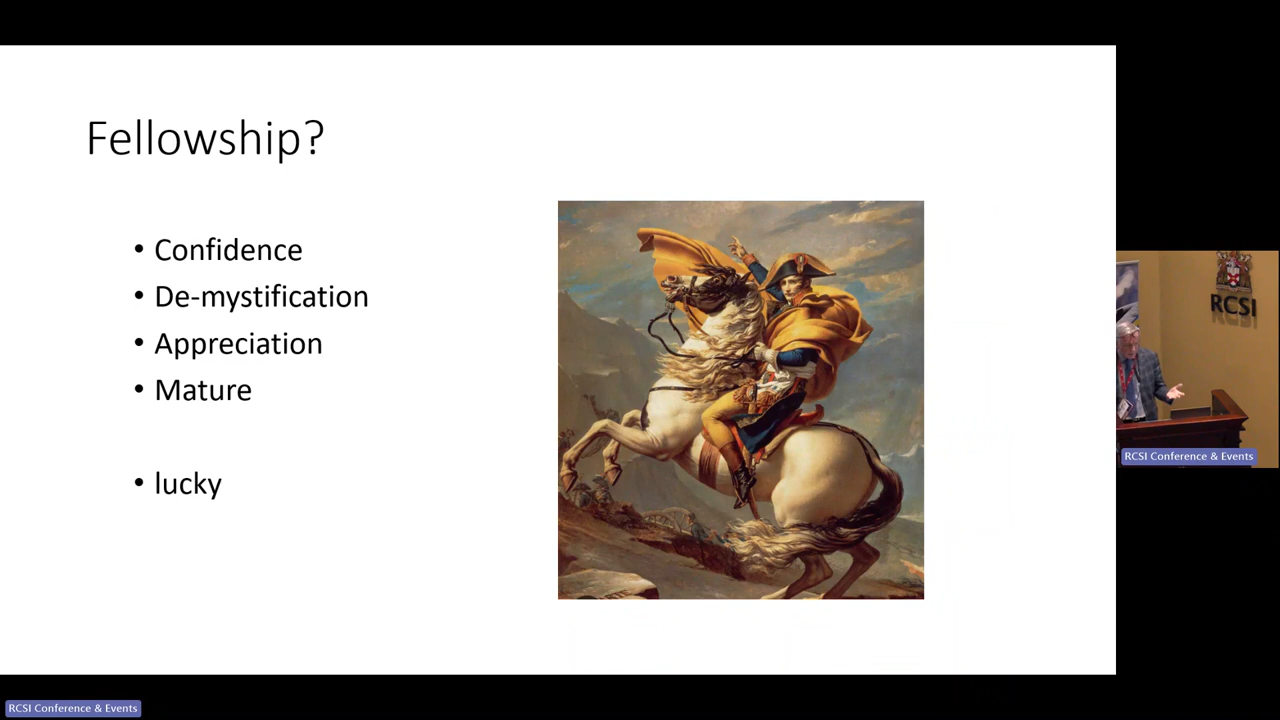 Fellowship?
• Confidence
• De-mystification
• Appreciation
• Mature
• lucky
RCSI
RCSI Conference & Events
RCSI Conference & Events